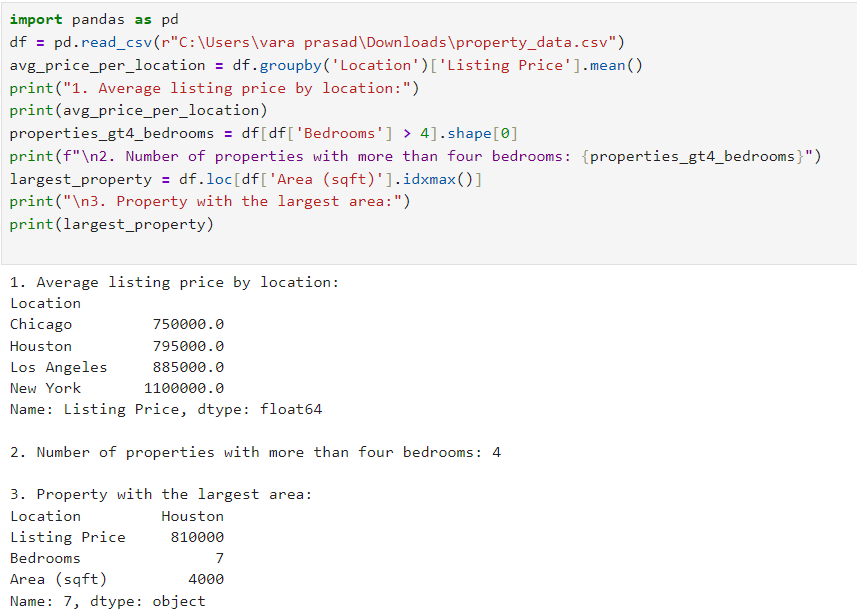 import pandas as pd
df = pd.read_csv(r"C:\Users\vara prasad\Downloads\property_data.csv")
avg_price_per_location = df.groupby('Location')['Listing Price'].mean()
print("1. Average listing price by location:")
print(avg_price_per_location)
properties_gt4_bedrooms = df[df['Bedrooms'] > 4].shape[0]
print(f"\n2. Number of properties with more than four bedrooms: {properties_gt4_bedrooms}")
largest_property = df.loc[df['Area (sqft)'].idxmax()]
print("\n3. Property with the largest area:")
print(largest_property)
1. Average listing price by location:
Location
Chicago         750000.0
Houston         795000.0
Los Angeles     885000.0
New York       1100000.0
Name: Listing Price, dtype: float64
2. Number of properties with more than four bedrooms: 4
3. Property with the largest area:
Location         Houston
Listing Price     810000
Bedrooms               7
Area (sqft)         4000
Name: 7, dtype: object